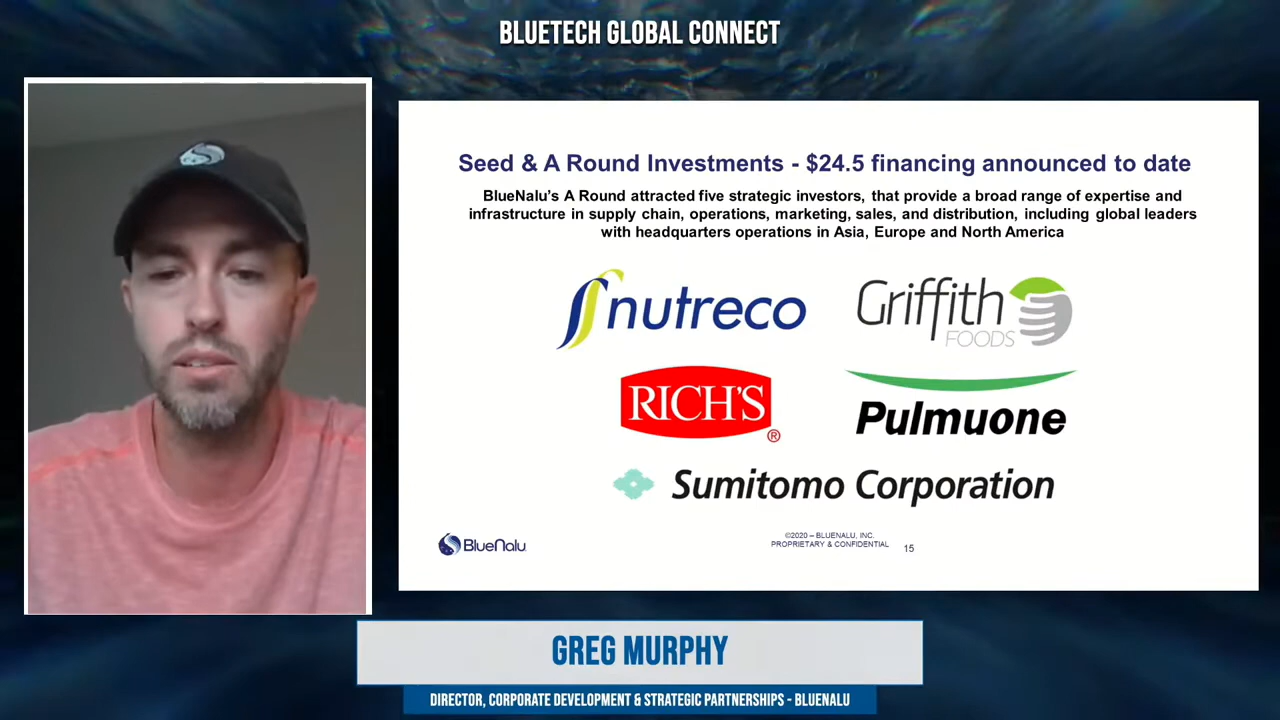 BLUETECH GLOBAL CONNECT
Seed & A Round Investments - $24.5 financing announced to date
BlueNalu's A Round attracted five strategic investors, that provide a broad range of expertise and
infrastructure in supply chain, operations, marketing, sales, and distribution, including global leaders
with headquarters operations in Asia, Europe and North America
nutreco
Griffith
FOODS
RICH'S
®
Pulmuone
Sumitomo Corporation
BlueNalu
©2020 – BLUENALU, INC.
PROPRIETARY & CONFIDENTIAL
15
GREG MURPHY
DIRECTOR, CORPORATE DEVELOPMENT & STRATEGIC PARTNERSHIPS - BLUENALU